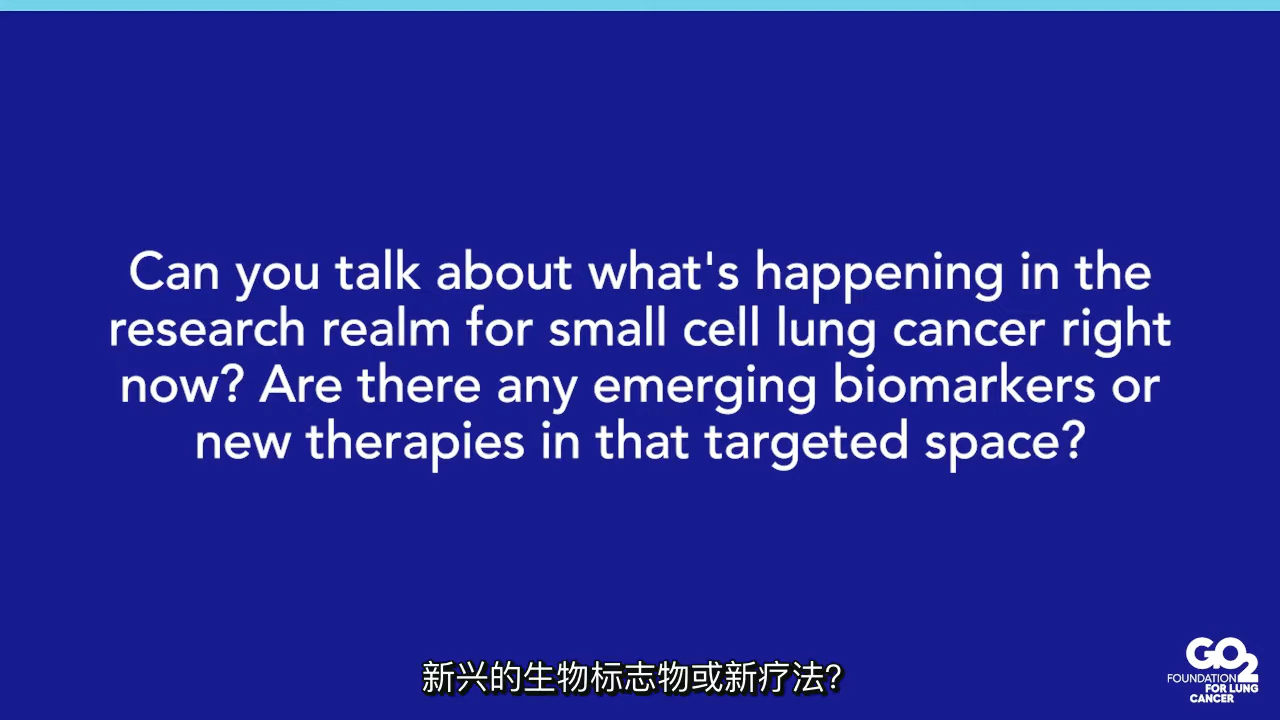 Can you talk about what's happening in the
research realm for small cell lung cancer right
now? Are there any emerging biomarkers or
new therapies in that targeted space?
新兴的生物标志物或新疗法？
GO2
FOUNDATION
FOR LUNG
CANCER